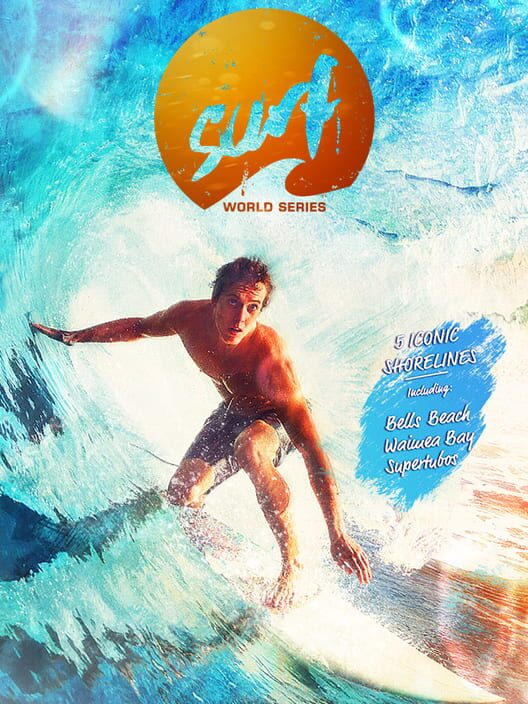 surf
WORLD SERIES
5 ICONIC
SHORELINES
Including:
Bells Beach
Waimea Bay
Supertubos